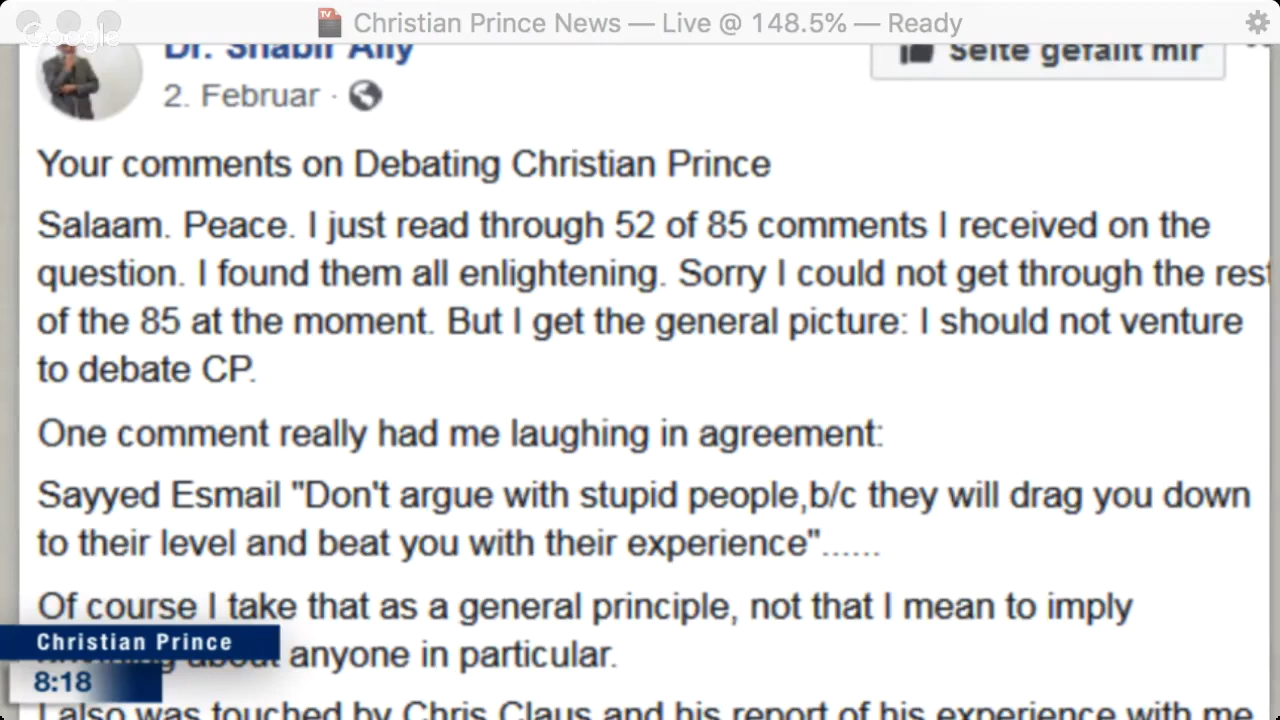 Christian Prince News — Live @ 148.5% — Ready
Google
Dr. Shabir Ally
Seite gefällt mir
2. Februar ·
Your comments on Debating Christian Prince
Salaam. Peace. I just read through 52 of 85 comments I received on the
question. I found them all enlightening. Sorry I could not get through the rest
of the 85 at the moment. But I get the general picture: I should not venture
to debate CP.
One comment really had me laughing in agreement:
Sayyed Esmail "Don't argue with stupid people,b/c they will drag you down
to their level and beat you with their experience"......
Of course I take that as a general principle, not that I mean to imply
about anyone in particular.
I also was touched by Chris Claus and his report of his experience with me
Christian Prince
8:18